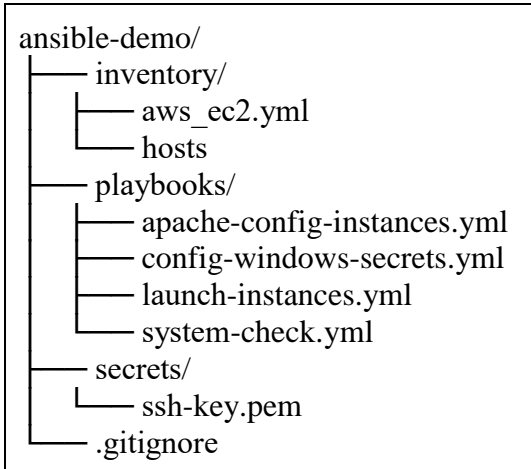 ansible-demo/
inventory/
aws_ec2.yml
hosts
playbooks/
apache-config-instances.yml
config-windows-secrets.yml
launch-instances.yml
system-check.yml
secrets/
ssh-key.pem
.gitignore